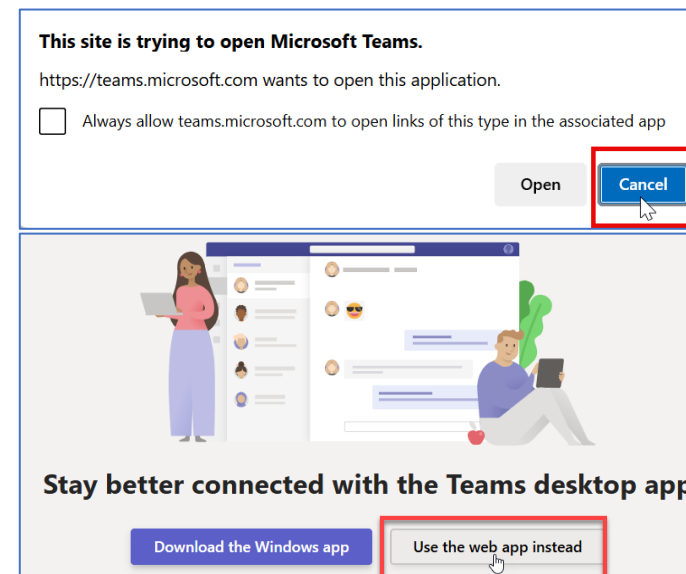 This site is trying to open Microsoft Teams.
https://teams.microsoft.com wants to open this application.
Always allow teams.microsoft.com to open links of this type in the associated app
Open
Cancel
Stay better connected with the Teams desktop app
Download the Windows app
Use the web app instead